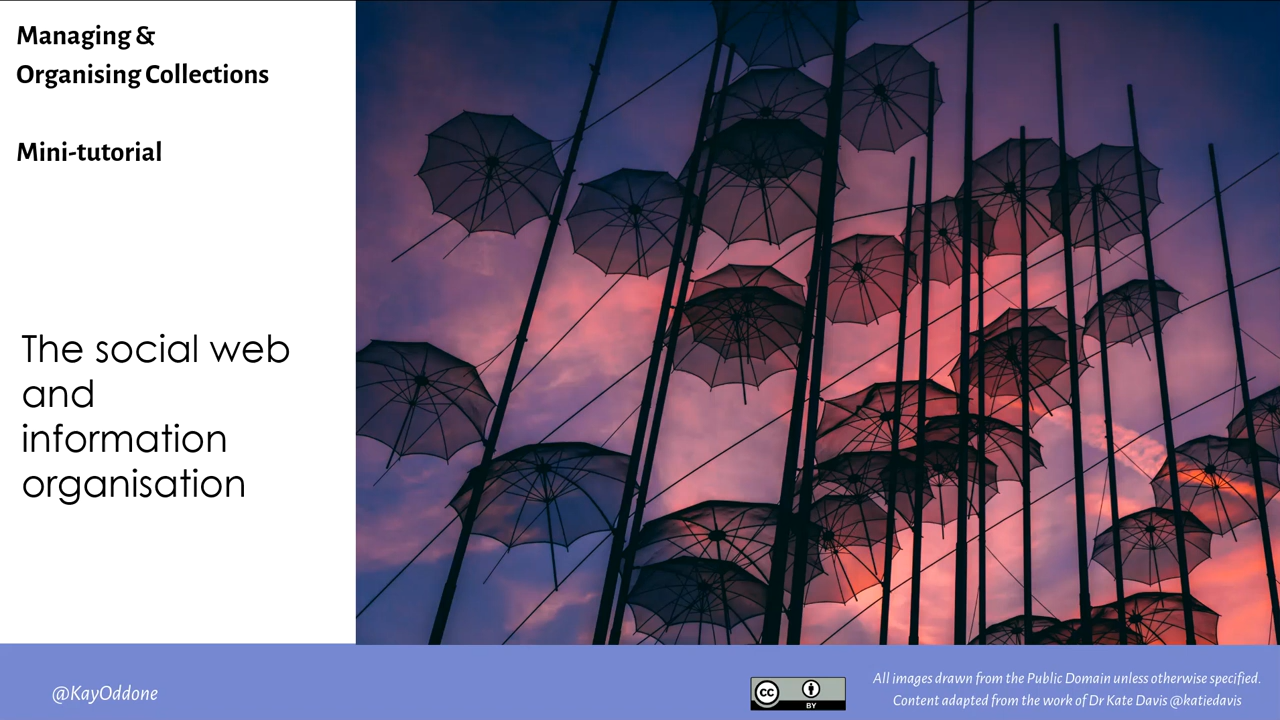 Managing &
Organising Collections
Mini-tutorial
The social web
and
information
organisation
@KayOddone
cc
BY
All images drawn from the Public Domain unless otherwise specified.
Content adapted from the work of Dr Kate Davis @katiedavis